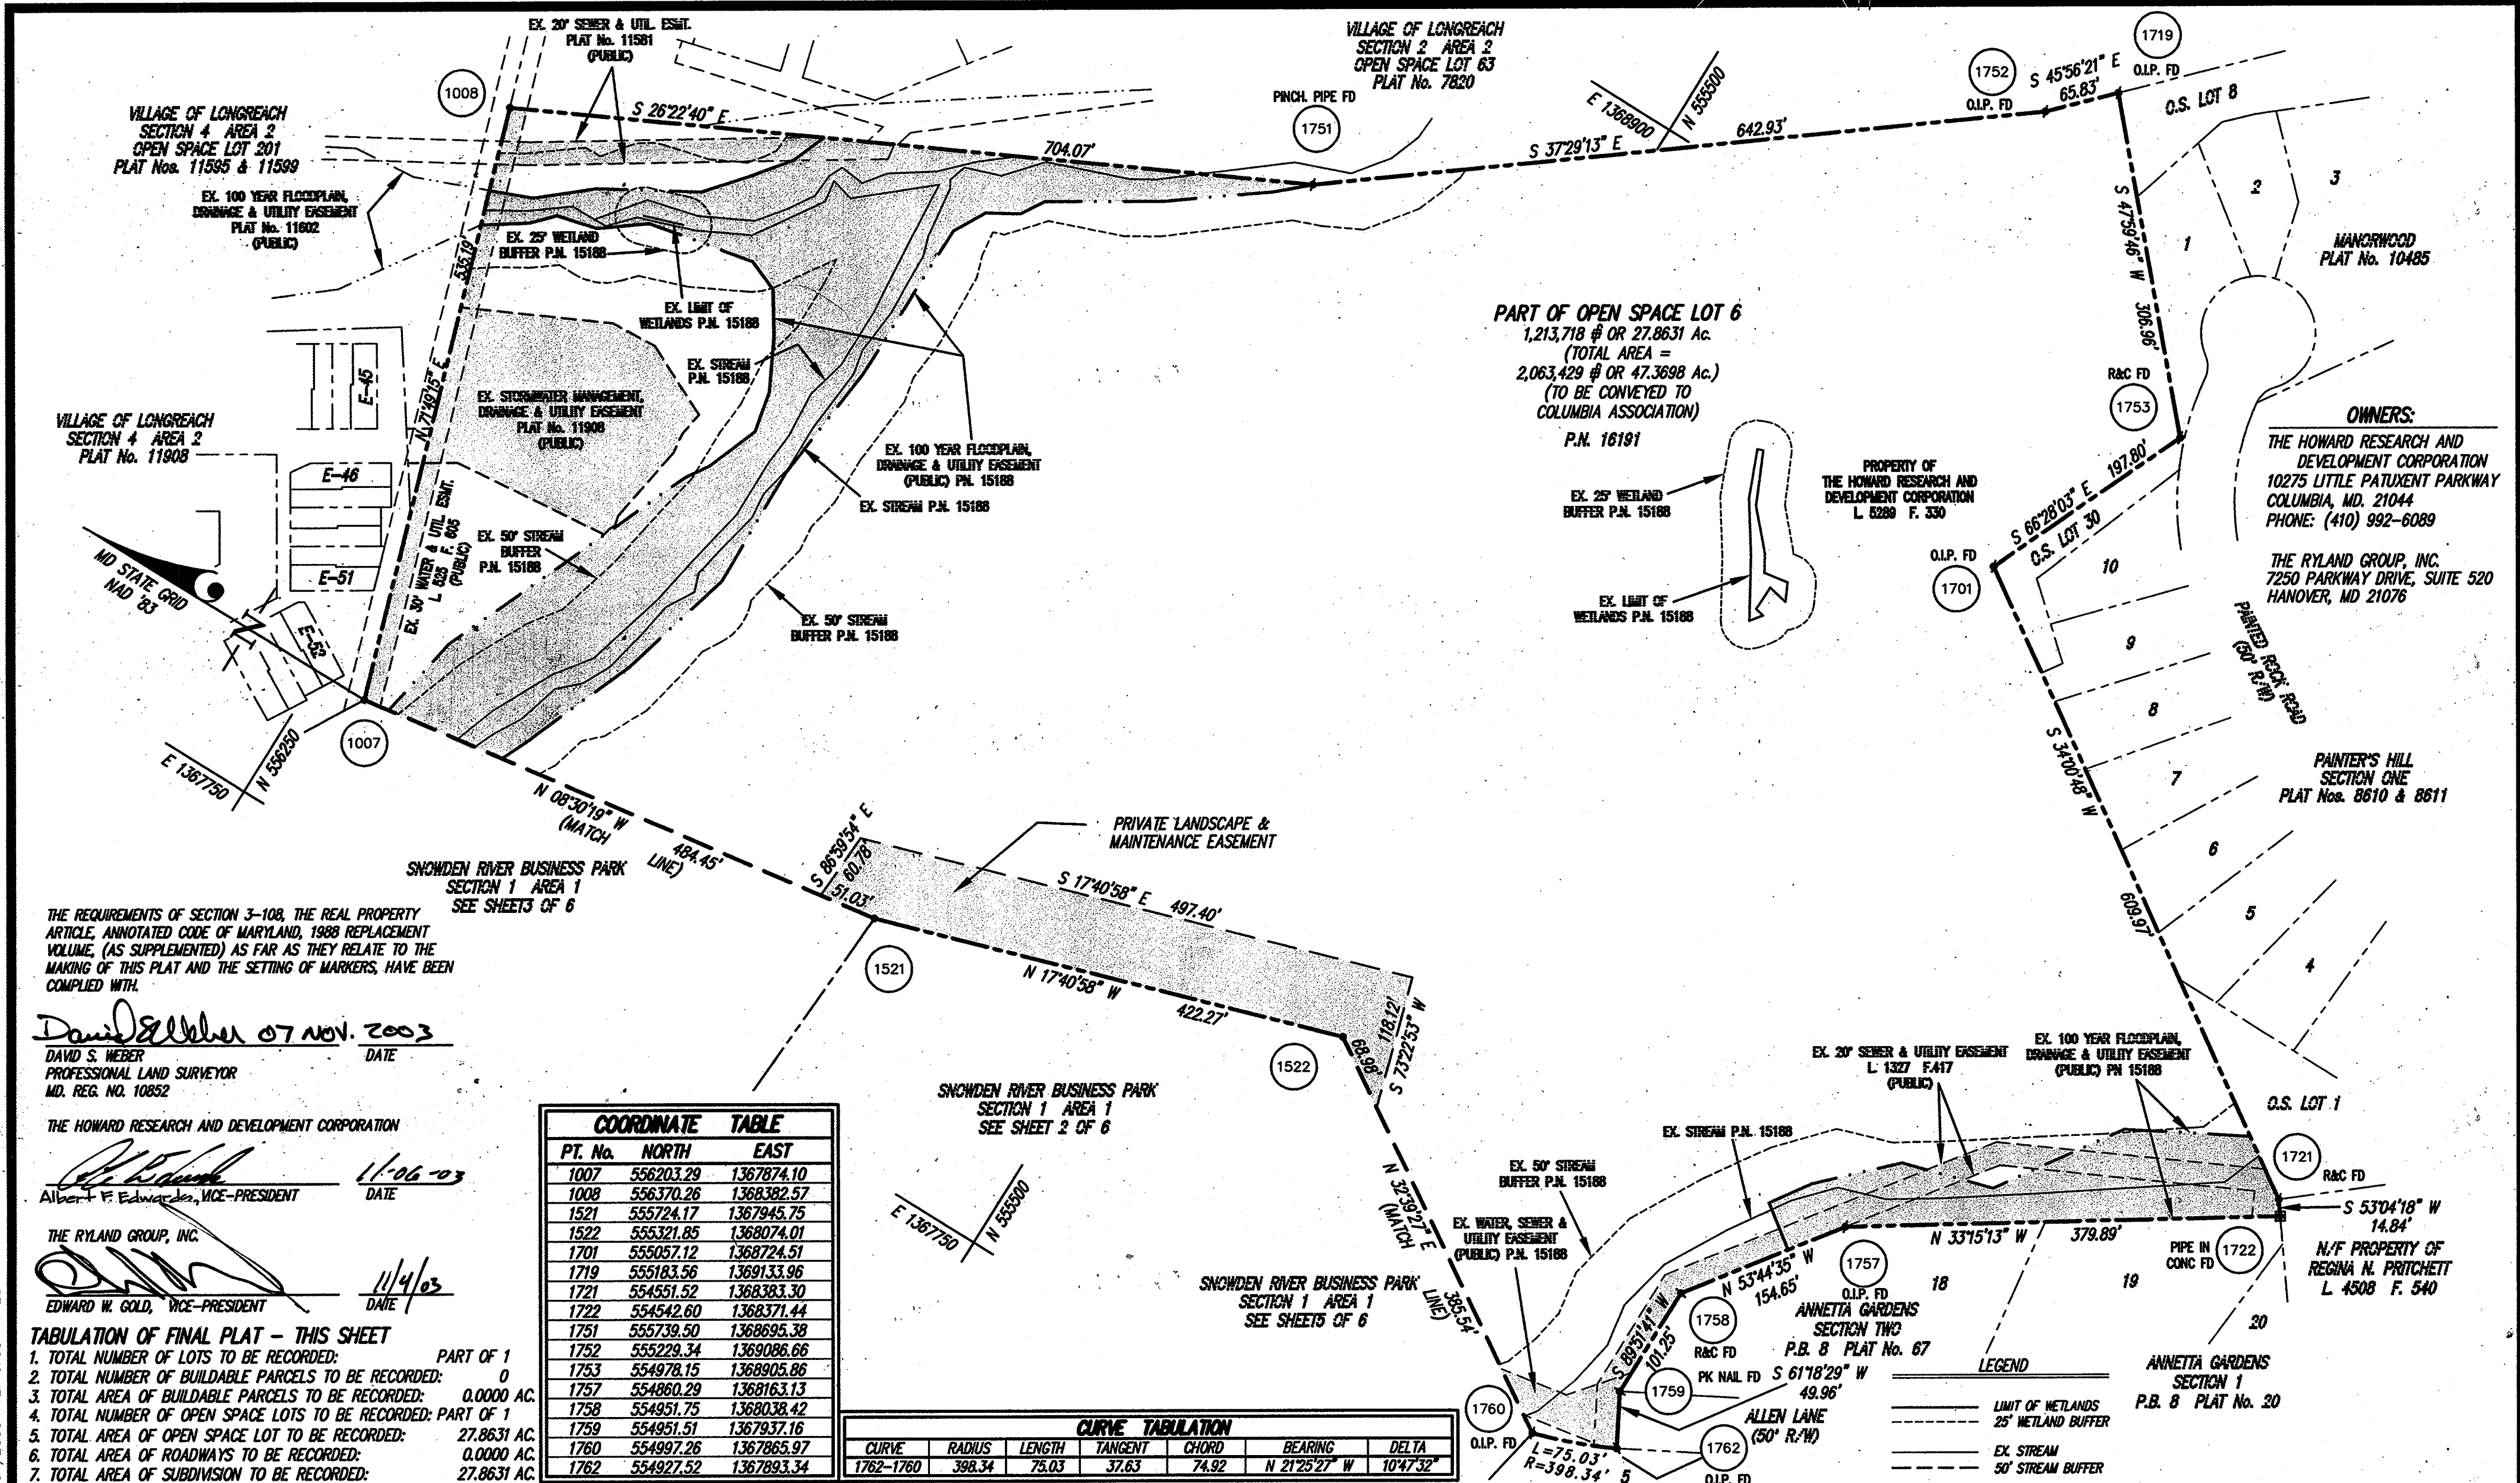 EX. 20' SEWER & UTIL. ESMT.
PLAT No. 11581
(PUBLIC)
1008
VILLAGE OF LONGREACH
SECTION 4 AREA 2
OPEN SPACE LOT 201
PLAT Nos. 11595 & 11599
EX. 100 YEAR FLOODPLAIN,
DRAINAGE & UTILITY EASEMENT
PLAT No. 11602
(PUBLIC)
S 26°22'40" E
704.07'
VILLAGE OF LONGREACH
SECTION 2 AREA 2
OPEN SPACE LOT 63
PLAT No. 7820
PINCH. PIPE FD
1751
E 1368900
N 555500
S 37°29'13" E
642.93'
1752
O.I.P. FD
S 45°56'21" E
65.83'
1719
O.I.P. FD
O.S. LOT 8
1
2
3
MANORWOOD
PLAT No. 10485
S 47°59'46" W
306.96'
R&C FD
1753
535.19'
N 71°49'15" E
EX. 25' WETLAND
BUFFER P.N. 15188
EX. LIMIT OF
WETLANDS P.N. 15188
EX. STREAM
P.N. 15188
EX. STORMWATER MANAGEMENT,
DRAINAGE & UTILITY EASEMENT
PLAT No. 11908
(PUBLIC)
EX. 100 YEAR FLOODPLAIN,
DRAINAGE & UTILITY EASEMENT
(PUBLIC) PN. 15188
EX. STREAM P.N. 15188
EX. 50' STREAM
BUFFER
P.N. 15188
EX. 50' STREAM
BUFFER P.N. 15188
VILLAGE OF LONGREACH
SECTION 4 AREA 2
PLAT No. 11908
E-45
E-46
E-51
E-52
EX. 30' WATER & UTIL. ESMT.
L. 525 F. 605
(PUBLIC)
MD STATE GRID
NAD '83
N
1007
E 1367750
N 556250
PART OF OPEN SPACE LOT 6
1,213,718 ⌀ OR 27.8631 Ac.
(TOTAL AREA =
2,063,429 ⌀ OR 47.3698 Ac.)
(TO BE CONVEYED TO
COLUMBIA ASSOCIATION)
P.N. 16191
EX. 25' WETLAND
BUFFER P.N. 15188
EX. LIMIT OF
WETLANDS P.N. 15188
PROPERTY OF
THE HOWARD RESEARCH AND
DEVELOPMENT CORPORATION
L. 5289 F. 330
OWNERS:
THE HOWARD RESEARCH AND
DEVELOPMENT CORPORATION
10275 LITTLE PATUXENT PARKWAY
COLUMBIA, MD. 21044
PHONE: (410) 992-6089
THE RYLAND GROUP, INC.
7250 PARKWAY DRIVE, SUITE 520
HANOVER, MD 21076
S 66°28'03" E
197.80'
O.S. LOT 30
O.I.P. FD
1701
10
9
8
7
6
5
4
PAINTED ROCK ROAD
(50' R/W)
PAINTER'S HILL
SECTION ONE
PLAT Nos. 8610 & 8611
S 34°00'48" W
609.97'
N 08°30'19" W
(MATCH
LINE)
484.45'
SNOWDEN RIVER BUSINESS PARK
SECTION 1 AREA 1
SEE SHEET3 OF 6
S 86°59'54" E
60.78'
51.03'
PRIVATE LANDSCAPE &
MAINTENANCE EASEMENT
S 17°40'58" E
497.40'
1521
N 17°40'58" W
422.27'
1522
68.98'
118.12'
S 73°22'53" W
SNOWDEN RIVER BUSINESS PARK
SECTION 1 AREA 1
SEE SHEET 2 OF 6
E 1367750
N 555500
N 32°39'27" E
(MATCH
LINE)
385.54'
SNOWDEN RIVER BUSINESS PARK
SECTION 1 AREA 1
SEE SHEET5 OF 6
EX. STREAM P.N. 15188
EX. 50' STREAM
BUFFER P.N. 15188
EX. WATER, SEWER &
UTILITY EASEMENT
(PUBLIC) P.N. 15188
EX. 20' SEWER & UTILITY EASEMENT
L. 1327 F.417
(PUBLIC)
EX. 100 YEAR FLOODPLAIN,
DRAINAGE & UTILITY EASEMENT
(PUBLIC) PN 15188
O.S. LOT 1
1721
R&C FD
S 53°04'18" W
14.84'
PIPE IN
CONC FD
1722
N/F PROPERTY OF
REGINA N. PRITCHETT
L. 4508 F. 540
N 33°15'13" W
379.89'
1757
O.I.P. FD
18
19
20
N 53°44'35" W
154.65'
1758
R&C FD
ANNETTA GARDENS
SECTION TWO
P.B. 8 PLAT No. 67
S 89°51'41" W
101.25'
1759
PK NAIL FD
S 61°18'29" W
49.96'
1760
O.I.P. FD
ALLEN LANE
(50' R/W)
1762
O.I.P. FD
L=75.03'
R=398.34'
5
ANNETTA GARDENS
SECTION 1
P.B. 8 PLAT No. 20
LEGEND
LIMIT OF WETLANDS
25' WETLAND BUFFER
EX. STREAM
50' STREAM BUFFER
THE REQUIREMENTS OF SECTION 3-108, THE REAL PROPERTY
ARTICLE, ANNOTATED CODE OF MARYLAND, 1988 REPLACEMENT
VOLUME, (AS SUPPLEMENTED) AS FAR AS THEY RELATE TO THE
MAKING OF THIS PLAT AND THE SETTING OF MARKERS, HAVE BEEN
COMPLIED WITH.
David S Weber 07 NOV. 2003
DAVID S. WEBER DATE
PROFESSIONAL LAND SURVEYOR
MD. REG. NO. 10852
THE HOWARD RESEARCH AND DEVELOPMENT CORPORATION
11-06-03
Albert F. Edwards, VICE-PRESIDENT DATE
THE RYLAND GROUP, INC.
11/4/03
EDWARD W. GOLD, VICE-PRESIDENT DATE
TABULATION OF FINAL PLAT - THIS SHEET
1. TOTAL NUMBER OF LOTS TO BE RECORDED: PART OF 1
2. TOTAL NUMBER OF BUILDABLE PARCELS TO BE RECORDED: 0
3. TOTAL AREA OF BUILDABLE PARCELS TO BE RECORDED: 0.0000 AC.
4. TOTAL NUMBER OF OPEN SPACE LOTS TO BE RECORDED: PART OF 1
5. TOTAL AREA OF OPEN SPACE LOT TO BE RECORDED: 27.8631 AC.
6. TOTAL AREA OF ROADWAYS TO BE RECORDED: 0.0000 AC.
7. TOTAL AREA OF SUBDIVISION TO BE RECORDED: 27.8631 AC.
COORDINATE TABLE
PT. No. NORTH EAST
1007 556203.29 1367874.10
1008 556370.26 1368382.57
1521 555724.17 1367945.75
1522 555321.85 1368074.01
1701 555057.12 1368724.51
1719 555183.56 1369133.96
1721 554551.52 1368383.30
1722 554542.60 1368371.44
1751 555739.50 1368695.38
1752 555229.34 1369086.66
1753 554978.15 1368905.86
1757 554860.29 1368163.13
1758 554951.75 1368038.42
1759 554951.51 1367937.16
1760 554997.26 1367865.97
1762 554927.52 1367893.34
CURVE TABULATION
CURVE RADIUS LENGTH TANGENT CHORD BEARING DELTA
1762-1760 398.34 75.03 37.63 74.92 N 21°25'27" W 10°47'32"